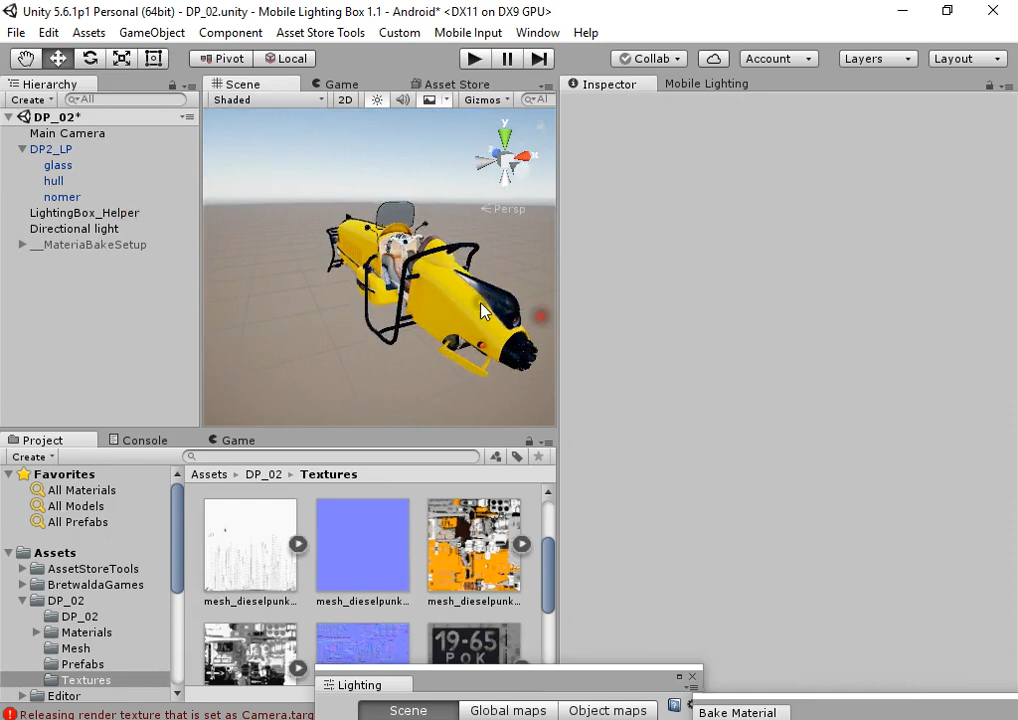 Unity 5.6.1p1 Personal (64bit) - DP_02.unity - Mobile Lighting Box 1.1 - Android* <DX11 on DX9 GPU>
File Edit Assets GameObject Component Asset Store Tools Custom Mobile Input Window Help
Pivot Local Collab Account Layers Layout
Hierarchy Scene Game Asset Store Inspector Mobile Lighting
Create All Shaded 2D Gizmos All
DP_02*
Main Camera
DP2_LP
glass
hull
nomer
LightingBox_Helper
Directional light
__MateriaBakeSetup
y
x
z
Persp
Project Console Game
Create
Favorites
All Materials
All Models
All Prefabs
Assets
AssetStoreTools
BretwaldaGames
DP_02
DP_02
Materials
Mesh
Prefabs
Textures
Editor
Assets DP_02 Textures
mesh_dieselpunk... mesh_dieselpunk... mesh_dieselpunk...
19-65
POK
Lighting
Scene Global maps Object maps
Bake Material
Releasing render texture that is set as Camera.targ